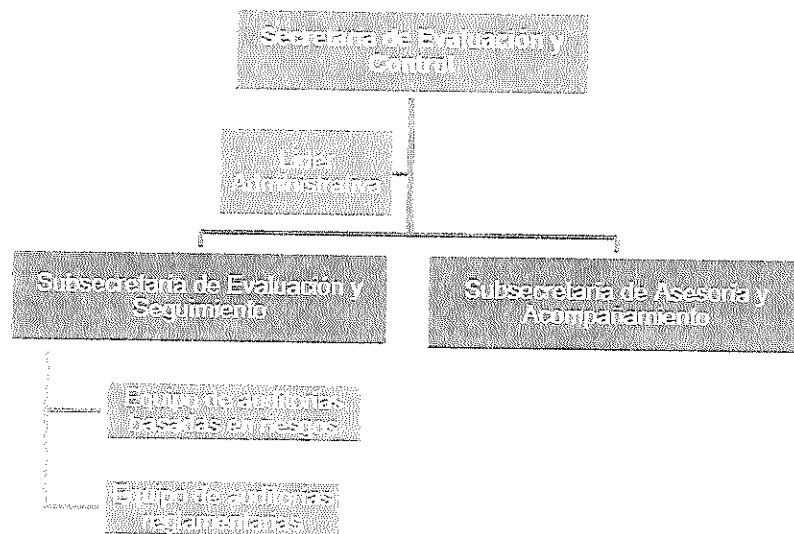 Secretaría de Evaluación y
Control
Líder
Administrativa
Subsecretaría de Evaluación y
Seguimiento
Subsecretaría de Asesoría y
Acompañamiento
Equipo de auditorías
basadas en riesgos
Equipo de auditorías
reglamentarias